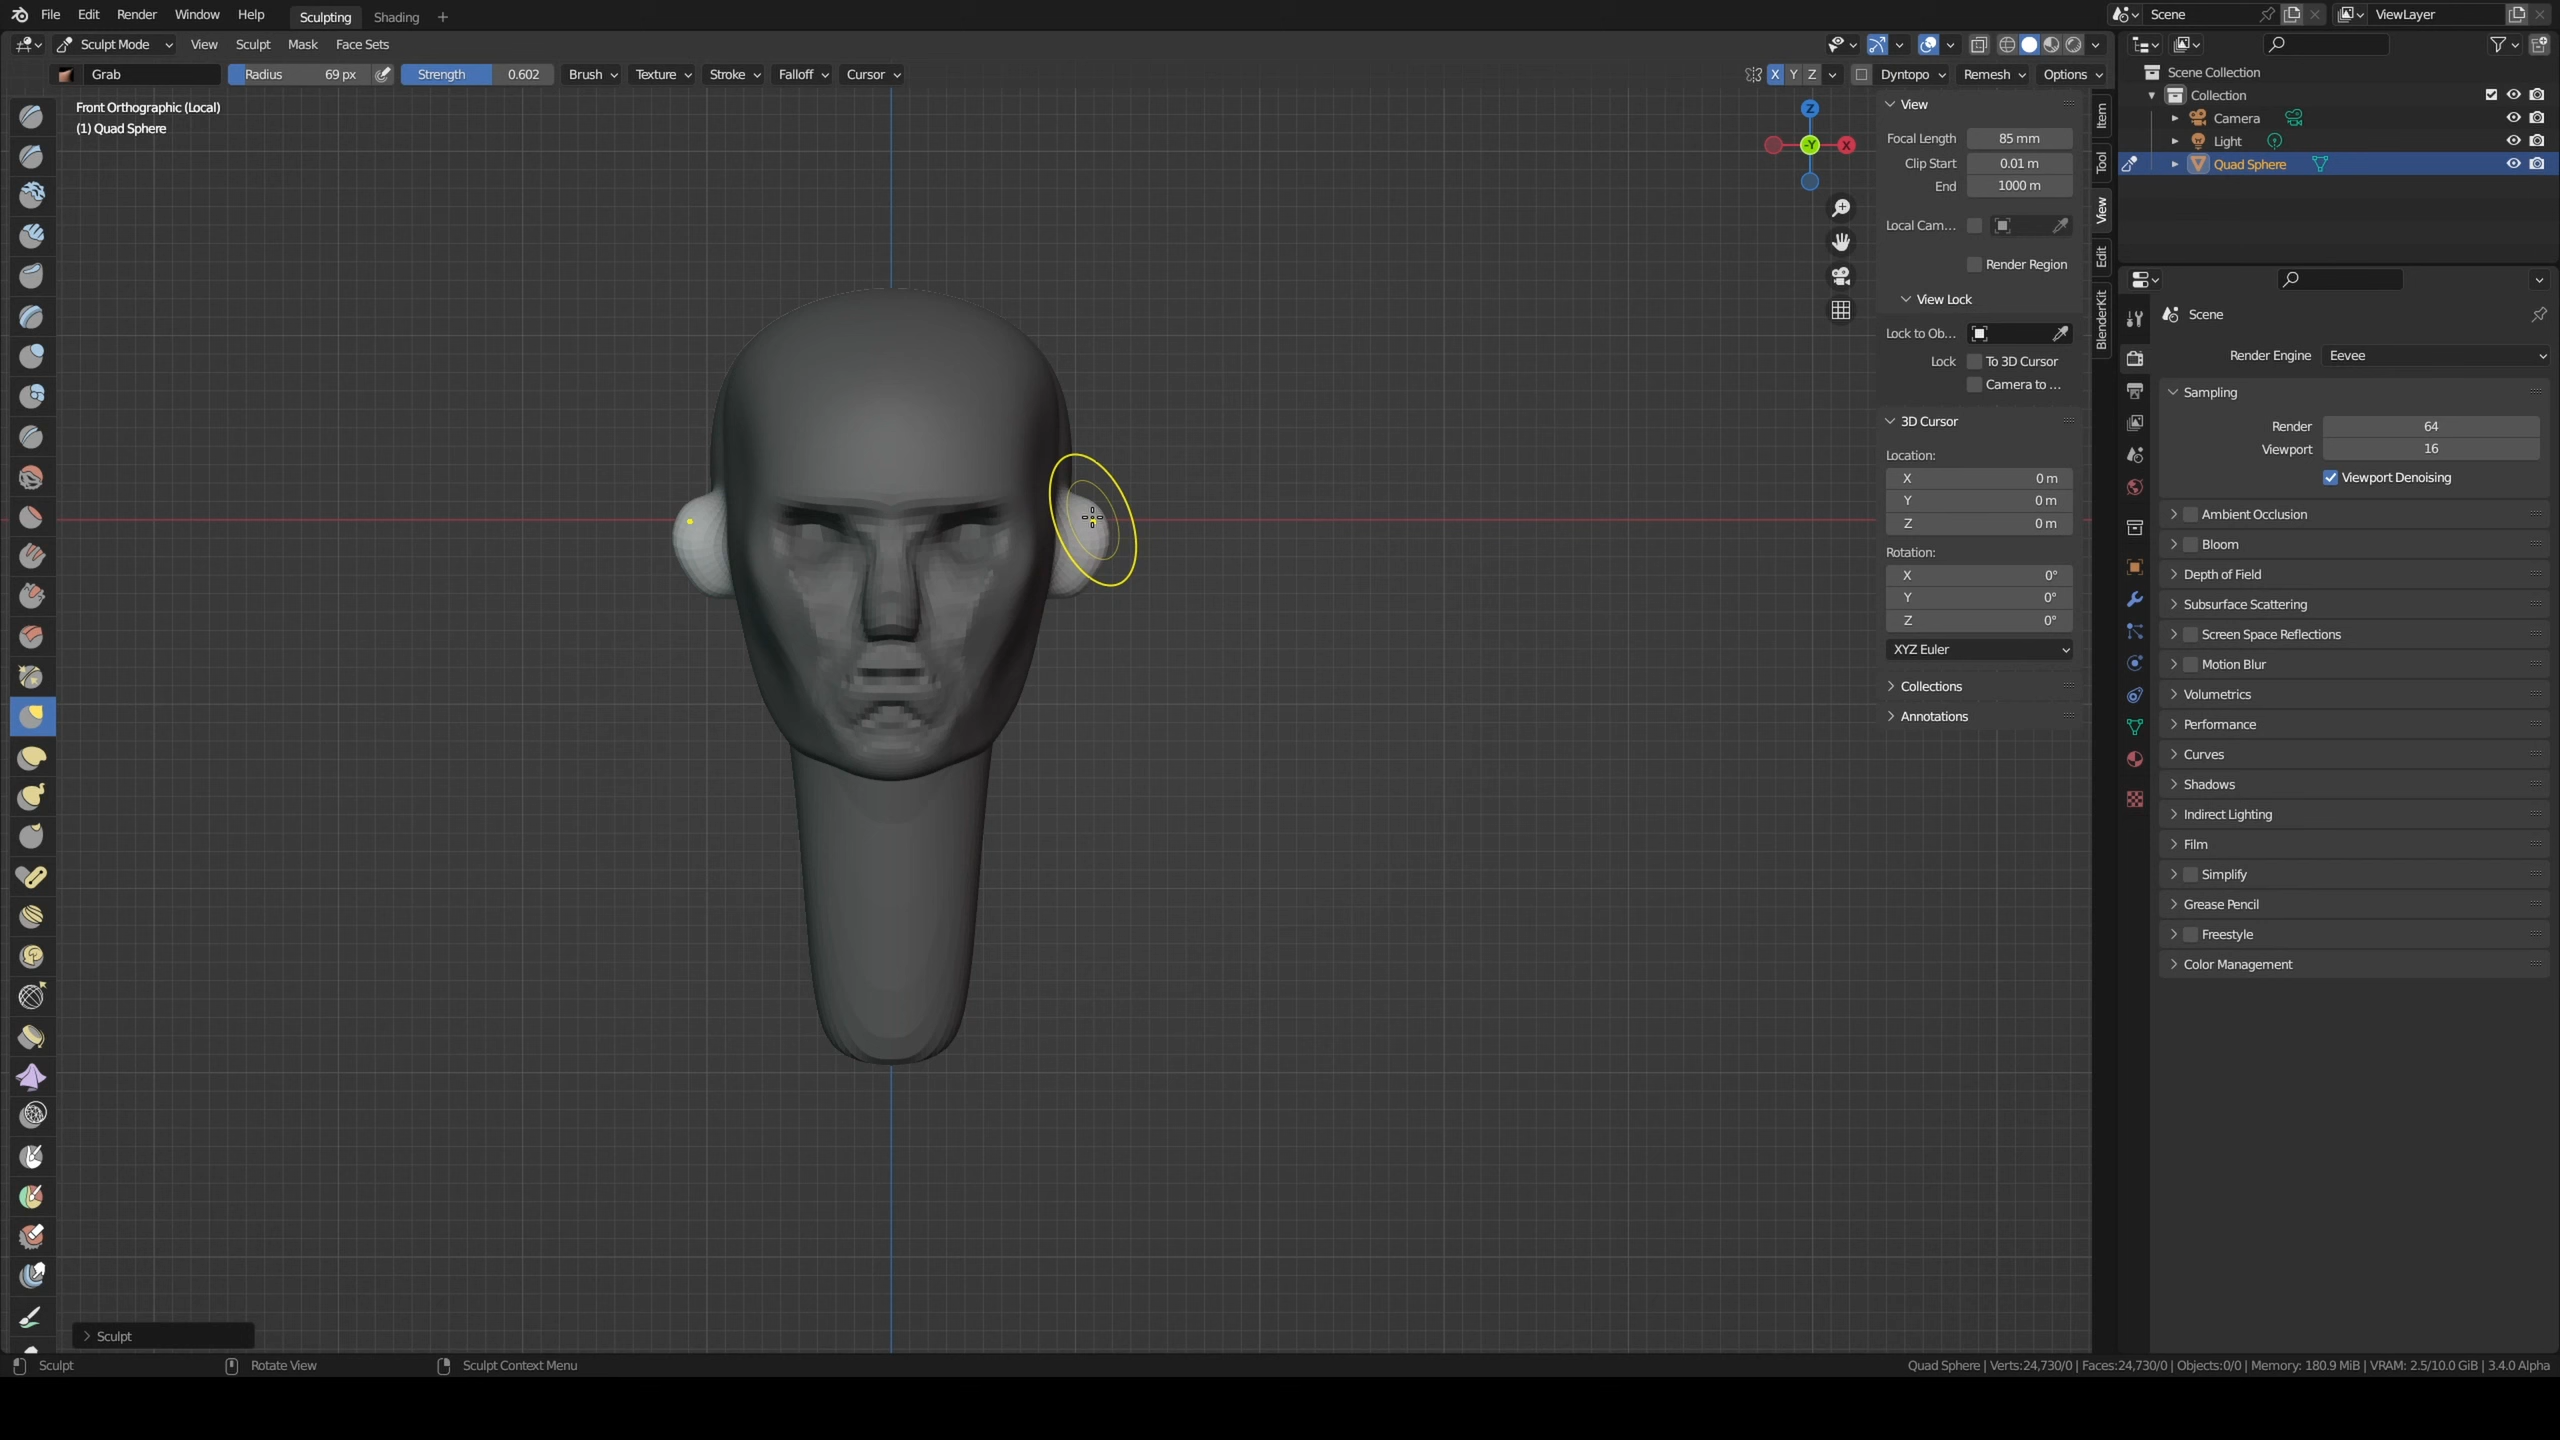 File Edit Render Window Help Sculpting Shading + Scene ViewLayer
Sculpt Mode View Sculpt Mask Face Sets
Grab Radius 69 px Strength 0.602 Brush Texture Stroke Falloff Cursor X Y Z Dyntopo Remesh Options
Front Orthographic (Local)
(1) Quad Sphere
Z
-Y
X
View
Focal Length 85 mm
Clip Start 0.01 m
End 1000 m
Local Cam...
Render Region
View Lock
Lock to Ob...
Lock To 3D Cursor
Camera to ...
3D Cursor
Location:
X 0 m
Y 0 m
Z 0 m
Rotation:
X 0°
Y 0°
Z 0°
XYZ Euler
Collections
Annotations
Item
Tool
View
Edit
BlenderKit
Scene Collection
Collection
Camera
Light
Quad Sphere
Scene
Render Engine Eevee
Sampling
Render 64
Viewport 16
Viewport Denoising
Ambient Occlusion
Bloom
Depth of Field
Subsurface Scattering
Screen Space Reflections
Motion Blur
Volumetrics
Performance
Curves
Shadows
Indirect Lighting
Film
Simplify
Grease Pencil
Freestyle
Color Management
Sculpt
Sculpt Rotate View Sculpt Context Menu Quad Sphere | Verts:24,730/0 | Faces:24,730/0 | Objects:0/0 | Memory: 180.9 MiB | VRAM: 2.5/10.0 GiB | 3.4.0 Alpha